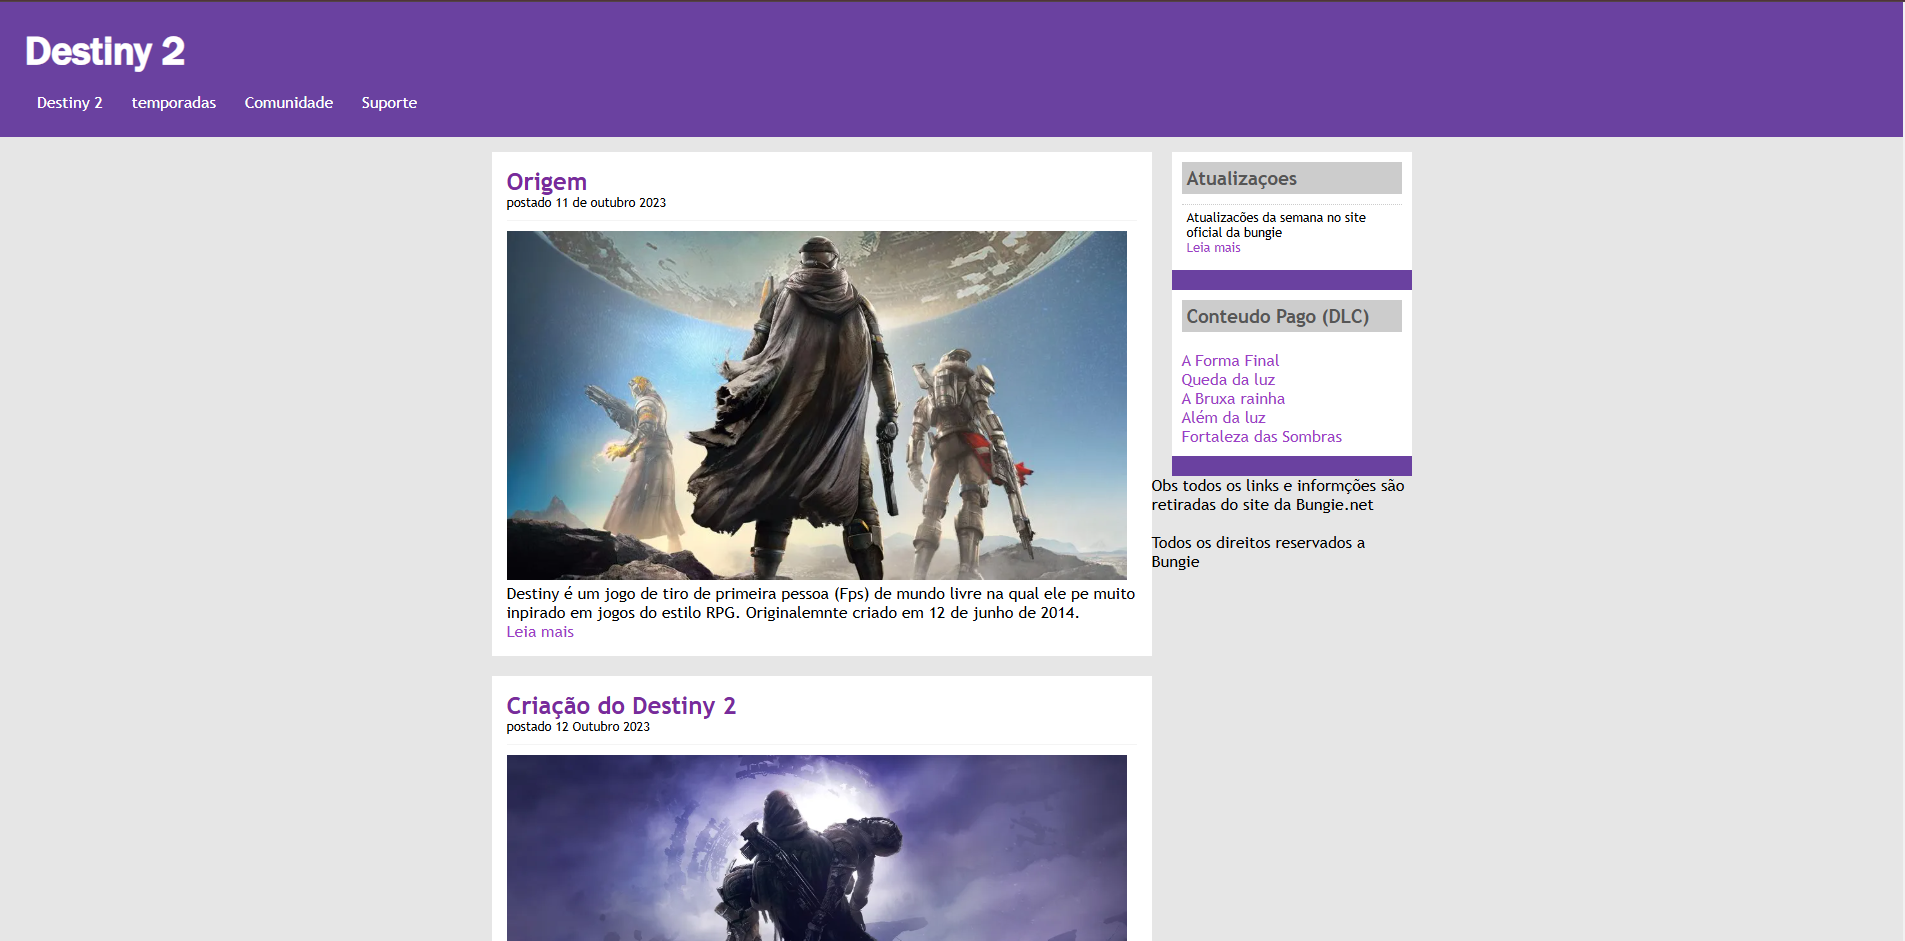 Destiny 2
Destiny 2 temporadas Comunidade Suporte
Origem
postado 11 de outubro 2023
Destiny é um jogo de tiro de primeira pessoa (Fps) de mundo livre na qual ele pe muito
inpirado em jogos do estilo RPG. Originalemnte criado em 12 de junho de 2014.
Leia mais
Criação do Destiny 2
postado 12 Outubro 2023
Atualizaçoes
Atualizacões da semana no site
oficial da bungie
Leia mais
Conteudo Pago (DLC)
A Forma Final
Queda da luz
A Bruxa rainha
Além da luz
Fortaleza das Sombras
Obs todos os links e informções são
retiradas do site da Bungie.net
Todos os direitos reservados a
Bungie